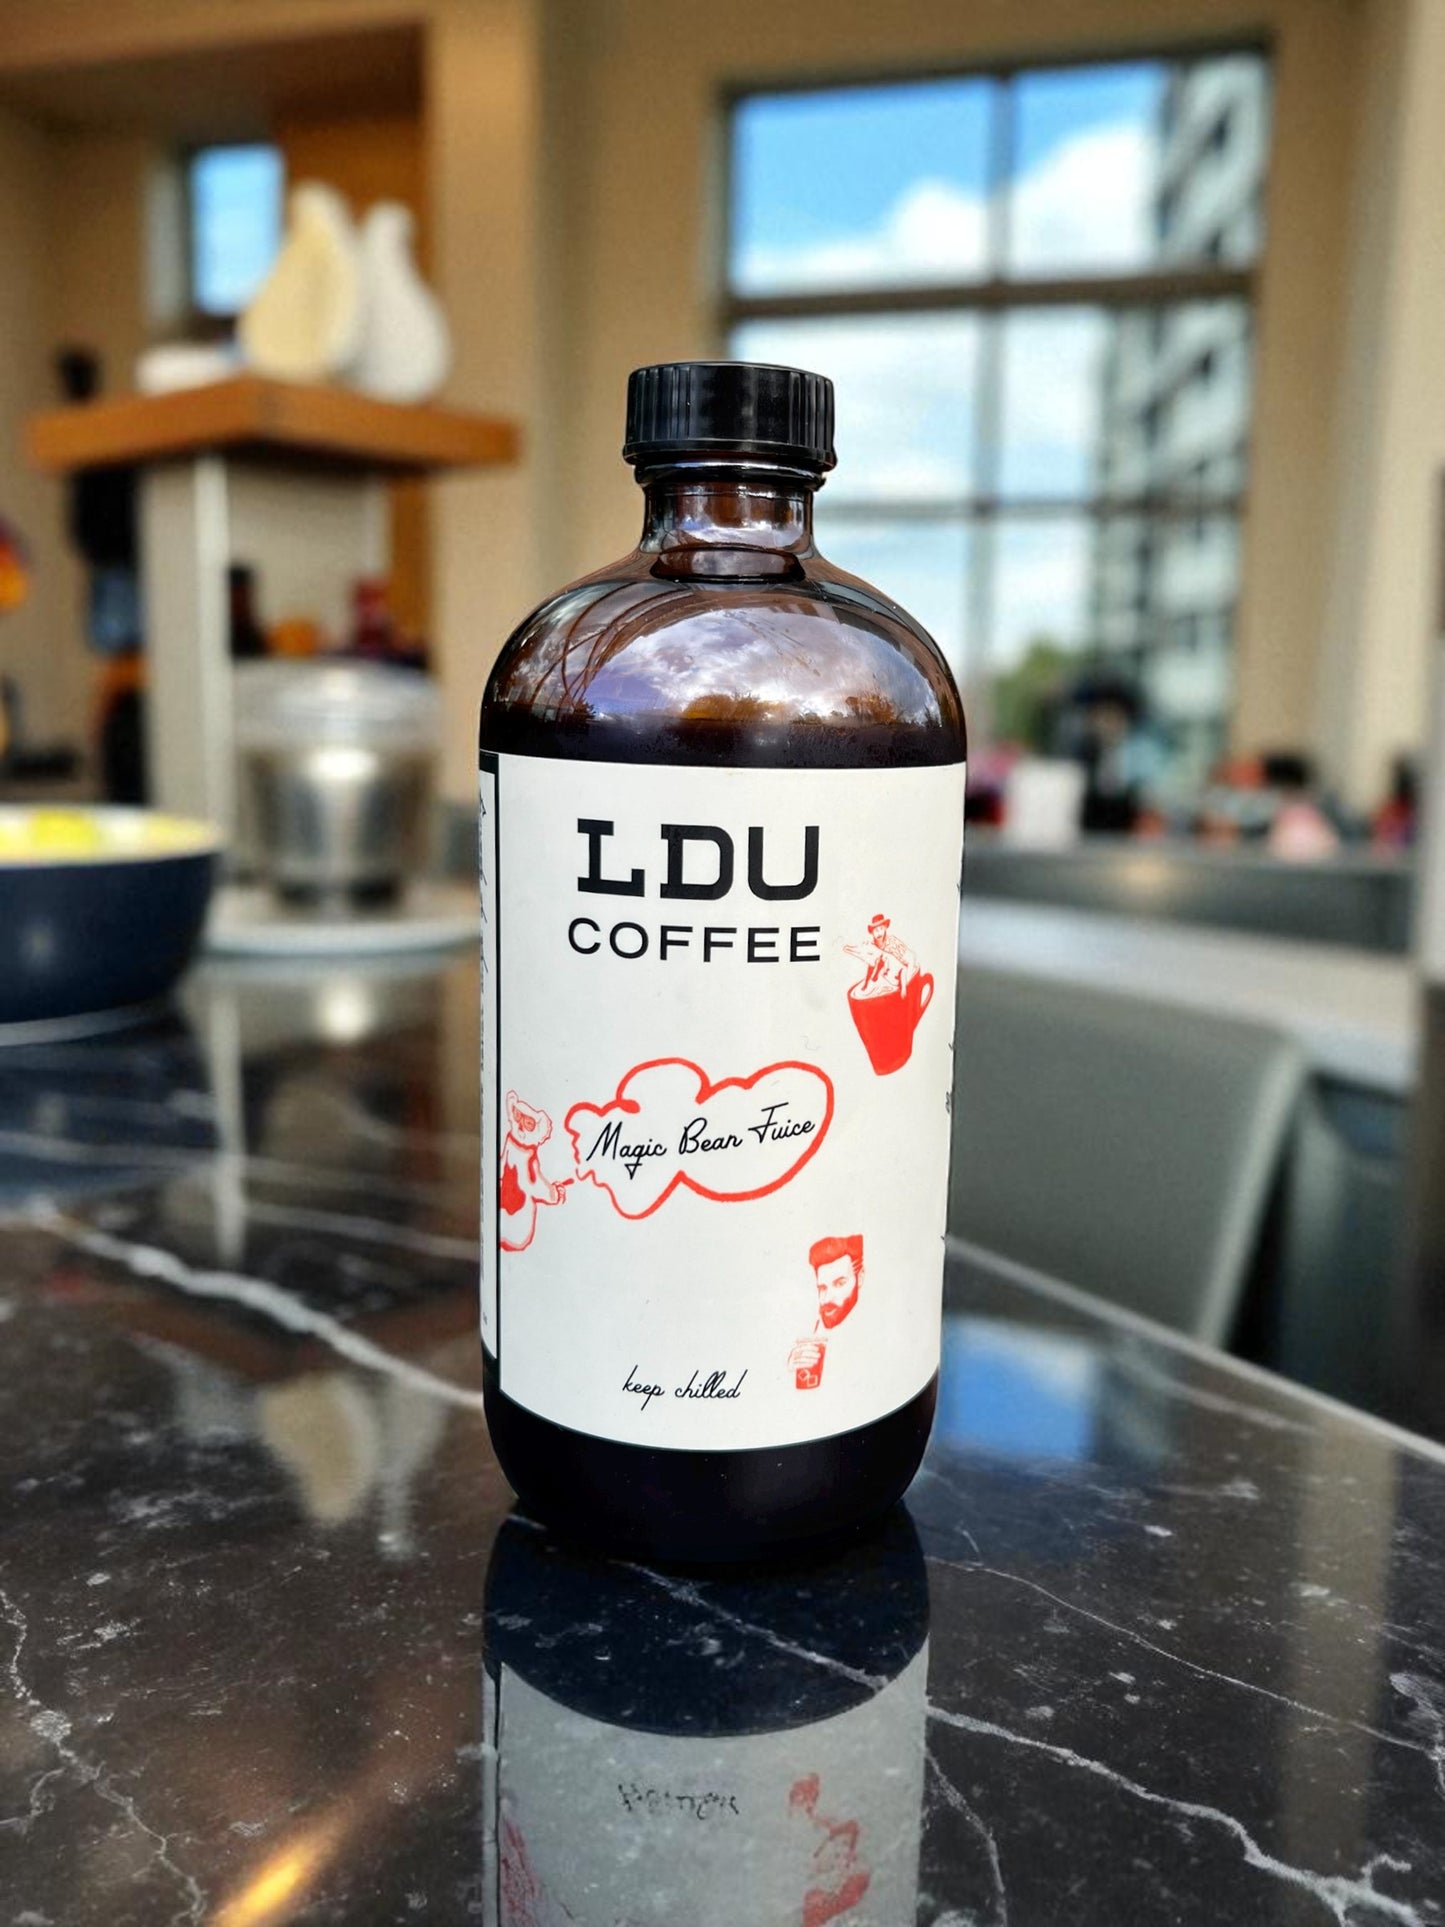 LDU
COFFEE
Magic Bean Juice
keep chilled